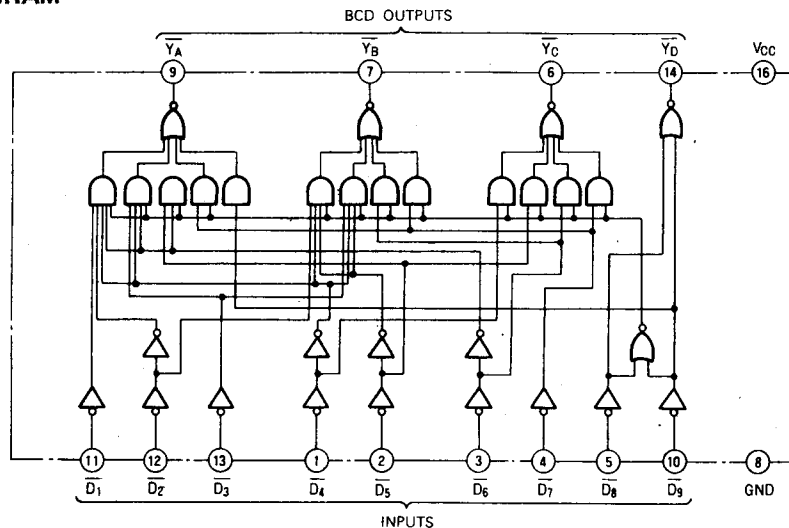 BCD OUTPUTS
Y̅A̅ Y̅B̅ Y̅C̅ Y̅D̅ VCC
9 7 6 14 16
11 12 13 1 2 3 4 5 10 8
D̅1 D̅2 D̅3 D̅4 D̅5 D̅6 D̅7 D̅8 D̅9 GND
INPUTS